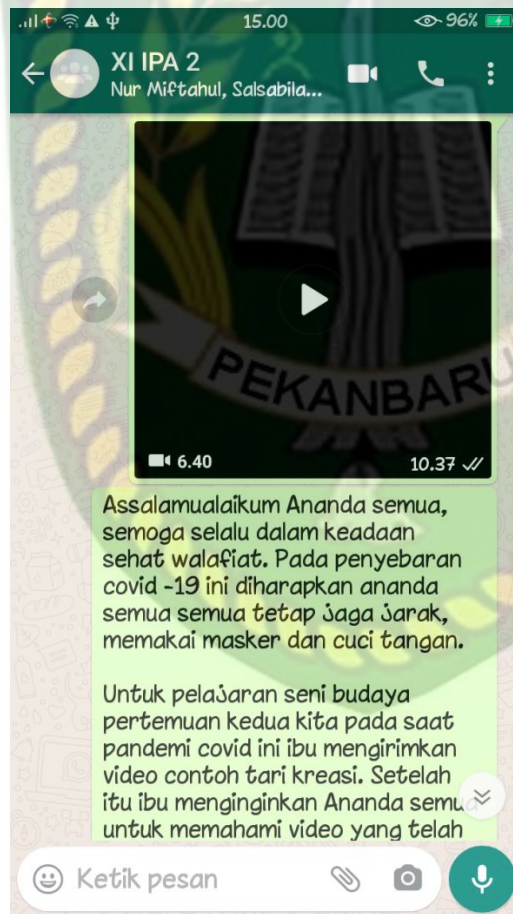 15.00
96%
XI IPA 2
Nur Miftahul, Salsabila...
PEKANBARU
6.40
10.37
Assalamualaikum Ananda semua,
semoga selalu dalam keadaan
sehat walafiat. Pada penyebaran
covid -19 ini diharapkan ananda
semua semua tetap jaga jarak,
memakai masker dan cuci tangan.
Untuk pelajaran seni budaya
pertemuan kedua kita pada saat
pandemi covid ini ibu mengirimkan
video contoh tari kreasi. Setelah
itu ibu menginginkan Ananda semua
untuk memahami video yang telah
Ketik pesan